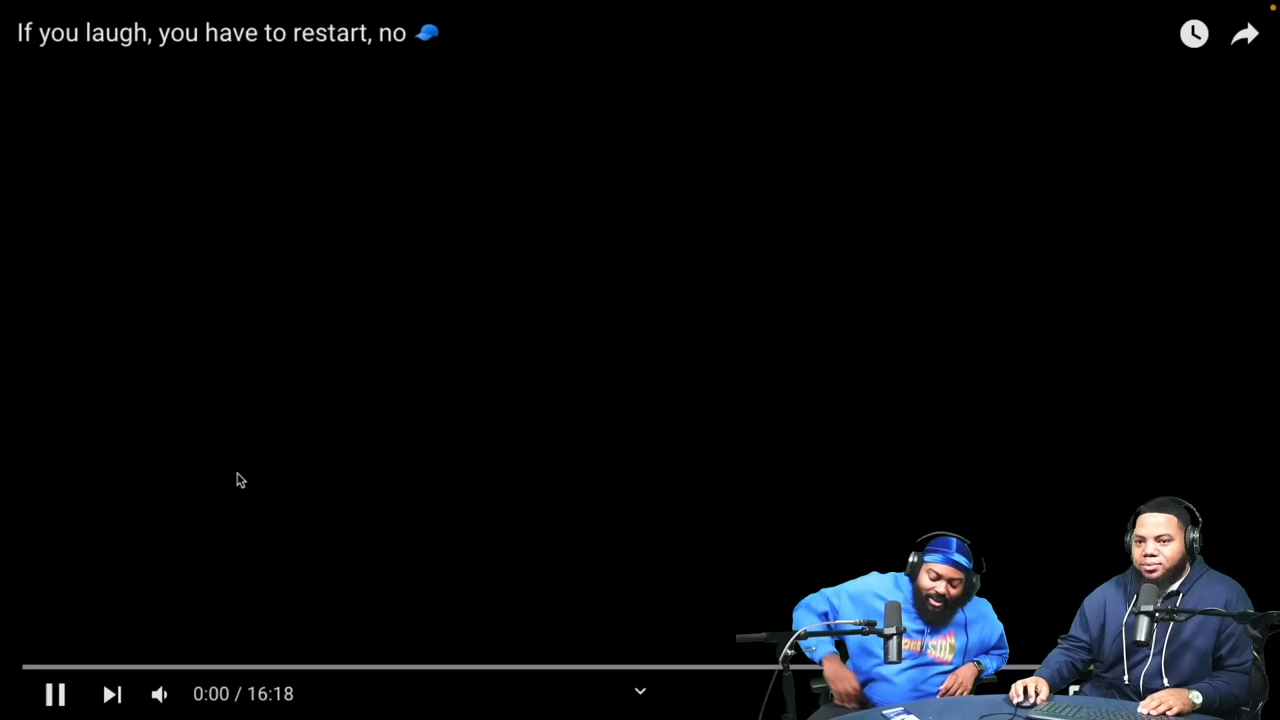 If you laugh, you have to restart, no 🧢
0:00 / 16:18